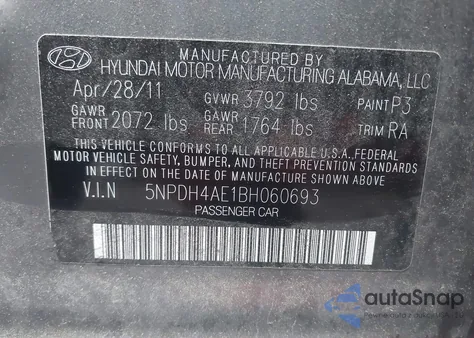 MANUFACTURED BY
HYUNDAI MOTOR MANUFACTURING ALABAMA, LLC
Apr/28/11 GVWR 3792 lbs PAINT P3
GAWR FRONT 2072 lbs GAWR REAR 1764 lbs TRIM RA
THIS VEHICLE CONFORMS TO ALL APPLICABLE U.S.A. FEDERAL
MOTOR VEHICLE SAFETY, BUMPER, AND THEFT PREVENTION STANDARDS
IN EFFECT ON THE DATE OF MANUFACTURE SHOWN ABOVE.
V.I.N 5NPDH4AE1BH060693
PASSENGER CAR
autoSnap